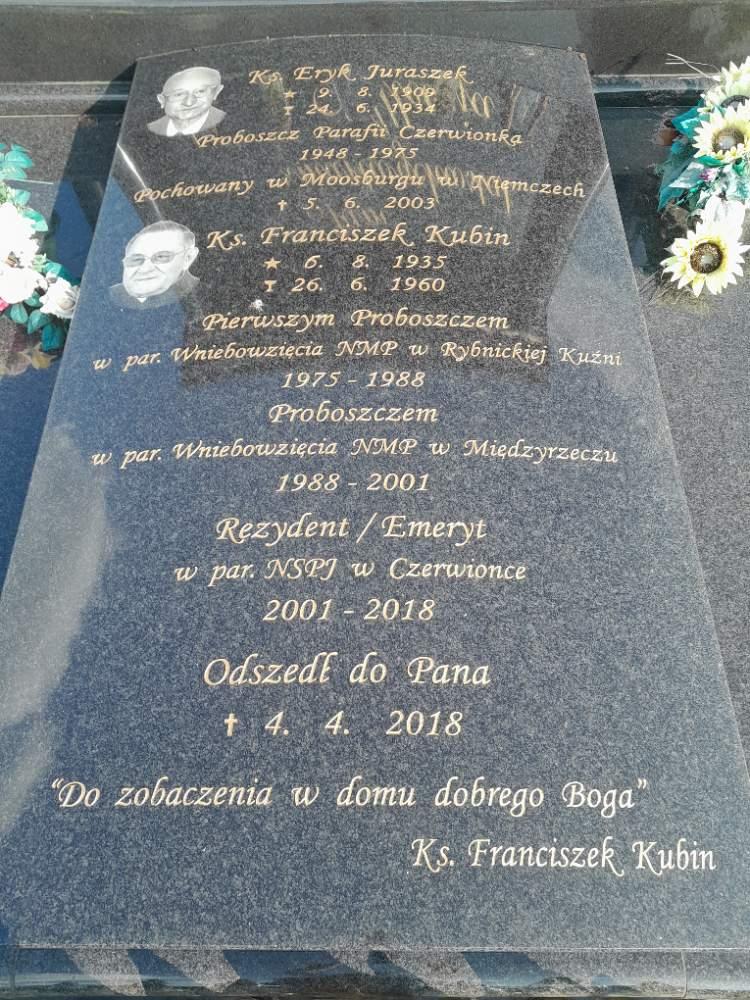 Ks. Eryk Juraszek
★ 9. 8. 1909
⚲ 24. 6. 1934
Proboszcz Parafii Czerwionka
1948 - 1975
Pochowany w Moosburgu w Niemczech
† 5. 6. 2003
Ks. Franciszek Kubin
★ 6. 8. 1935
⚲ 26. 6. 1960
Pierwszym Proboszczem
w par. Wniebowzięcia NMP w Rybnickiej Kuźni
1975 - 1988
Proboszczem
w par. Wniebowzięcia NMP w Międzyrzeczu
1988 - 2001
Rezydent / Emeryt
w par. NSPJ w Czerwionce
2001 - 2018
Odszedł do Pana
† 4. 4. 2018
"Do zobaczenia w domu dobrego Boga"
Ks. Franciszek Kubin